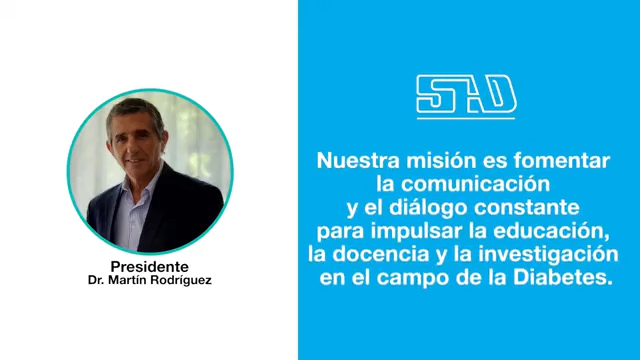 Presidente
Dr. Martín Rodríguez
SAD
Nuestra misión es fomentar
la comunicación
y el diálogo constante
para impulsar la educación,
la docencia y la investigación
en el campo de la Diabetes.